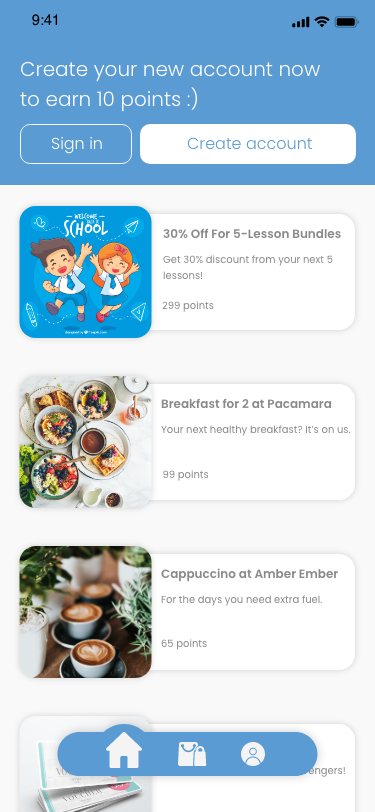 9:41
Create your new account now
to earn 10 points :)
Sign in
Create account
WELCOME
BACK TO
SCHOOL
designed by freepik.com
30% Off For 5-Lesson Bundles
Get 30% discount from your next 5
lessons!
299 points
Breakfast for 2 at Pacamara
Your next healthy breakfast? It's on us.
99 points
Cappuccino at Amber Ember
For the days you need extra fuel.
65 points
VOUCHER
engers!